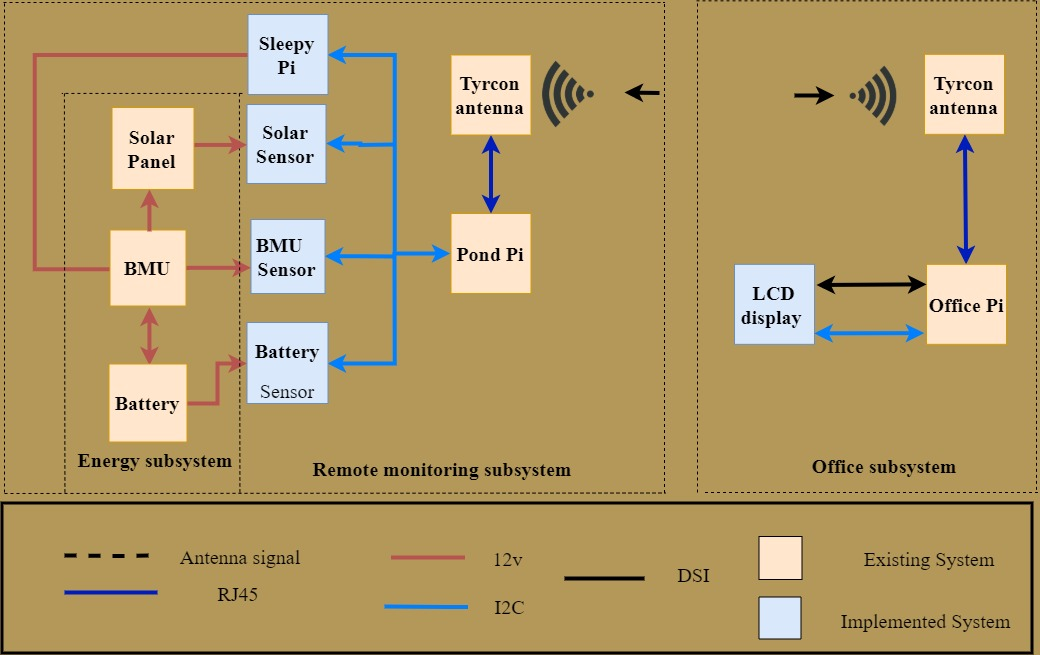 Sleepy
Pi
Tyrcon
antenna
Tyrcon
antenna
Solar
Panel
Solar
Sensor
BMU
BMU
Sensor
Pond Pi
LCD
display
Office Pi
Battery
Battery
Sensor
Energy subsystem
Remote monitoring subsystem
Office subsystem
Antenna signal
12v
DSI
Existing System
RJ45
I2C
Implemented System